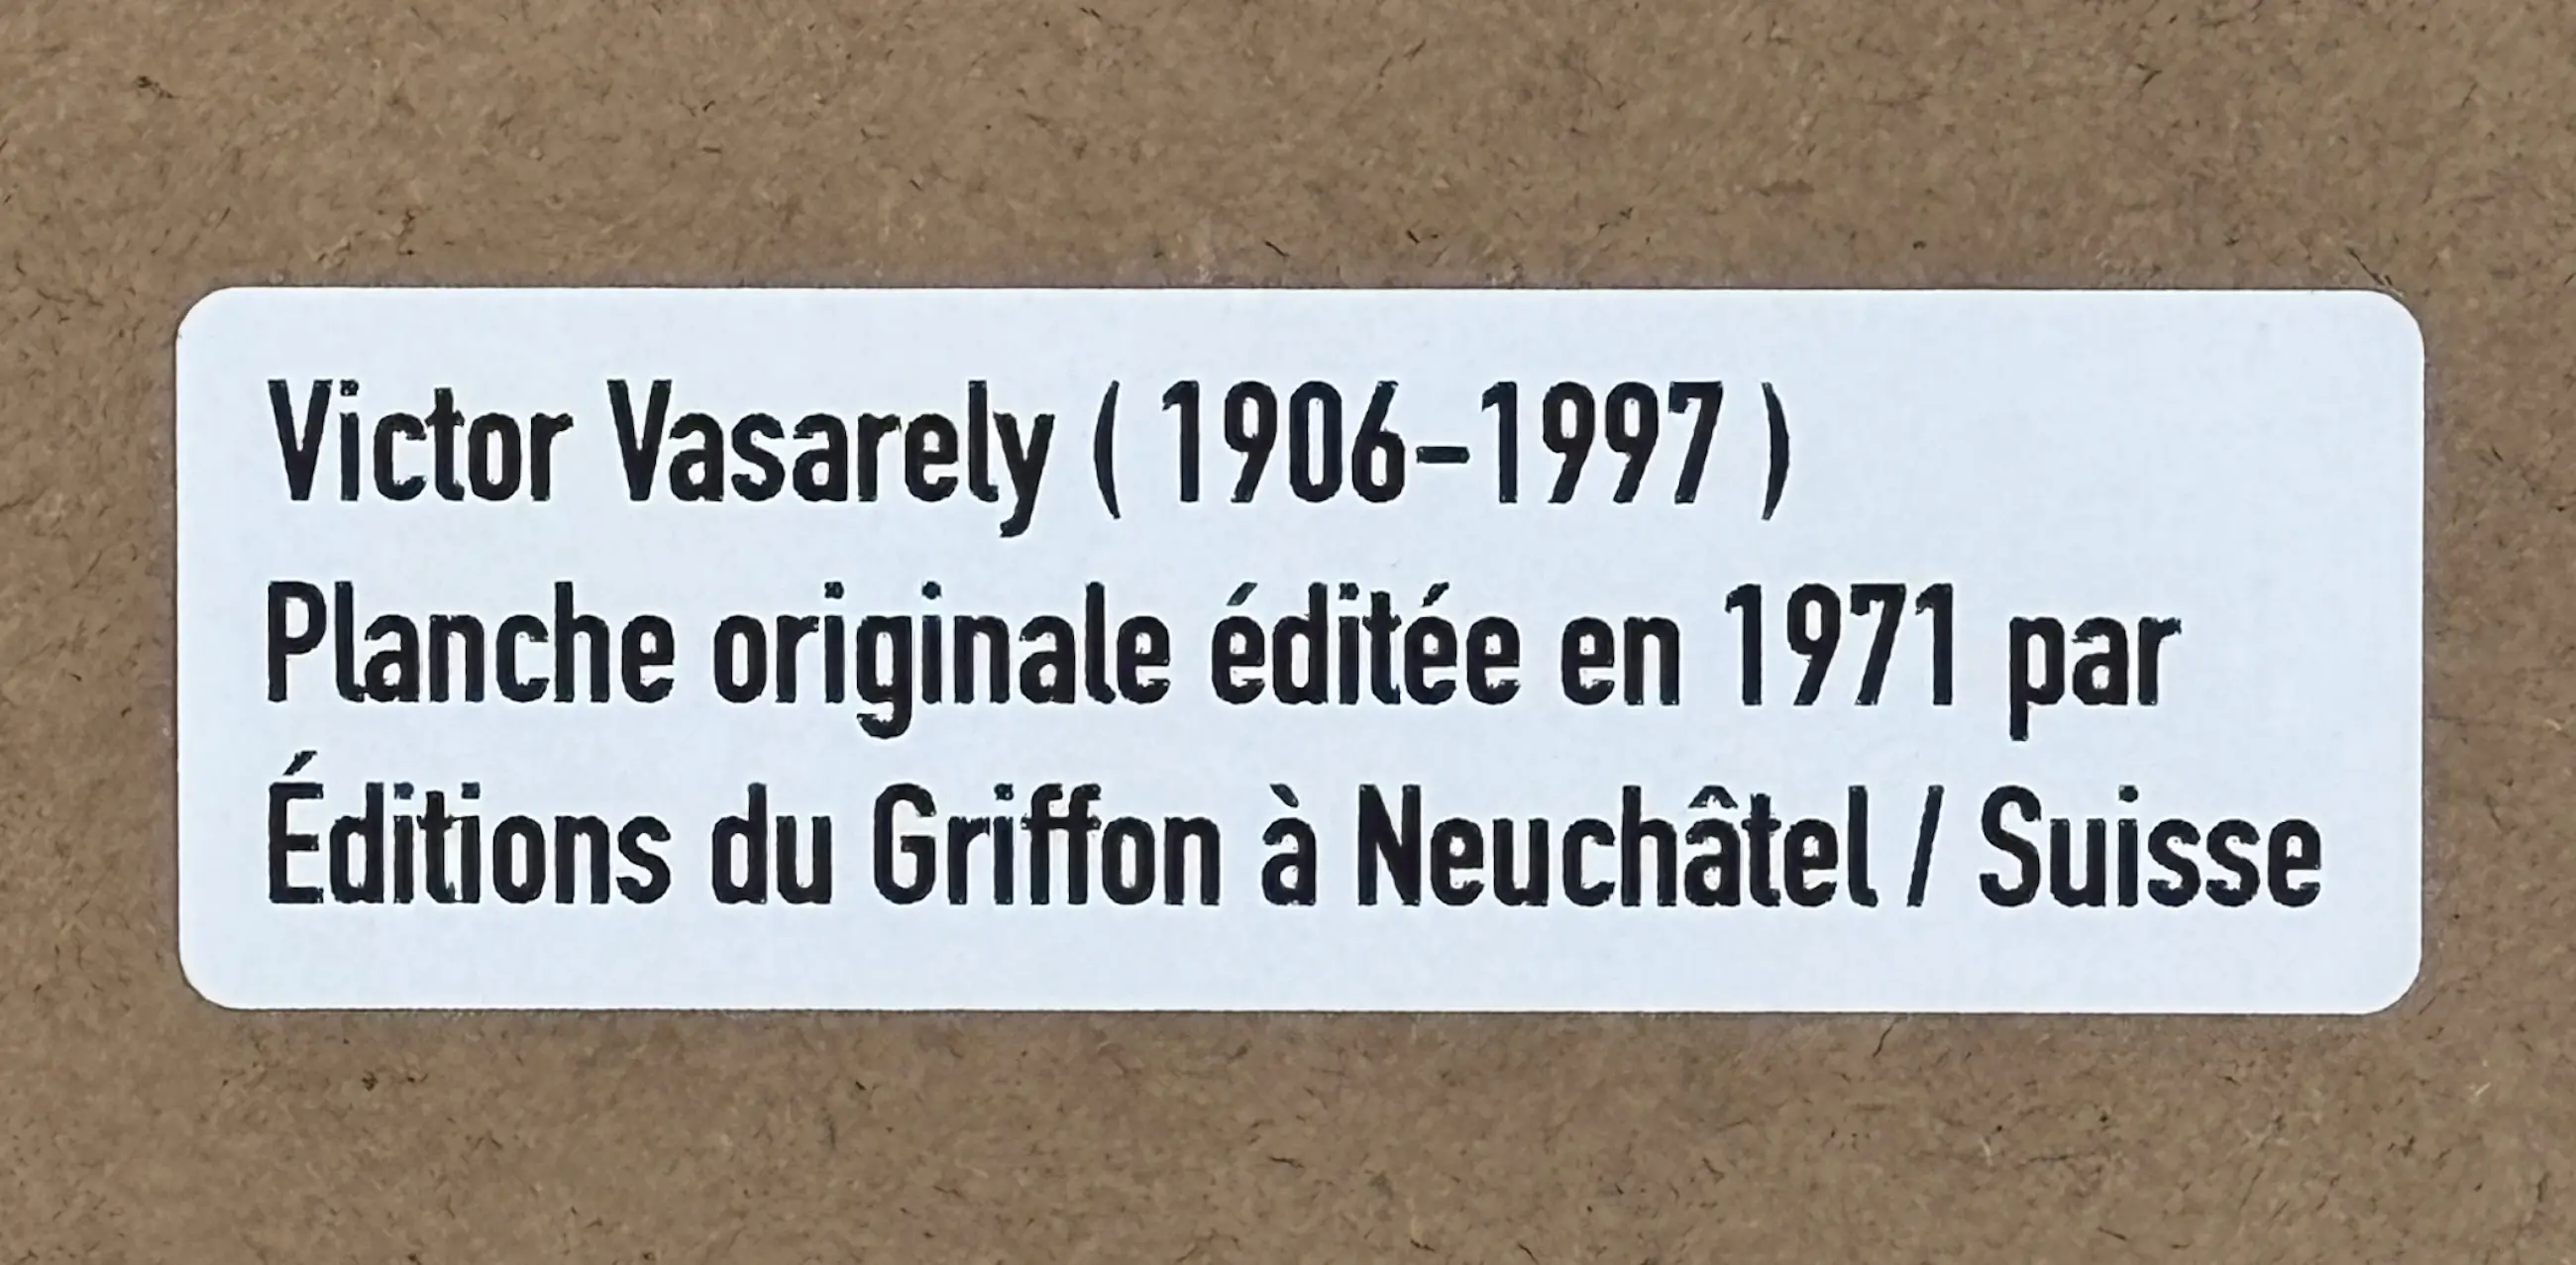 Victor Vasarely ( 1906–1997 )
Planche originale éditée en 1971 par
Éditions du Griffon à Neuchâtel / Suisse